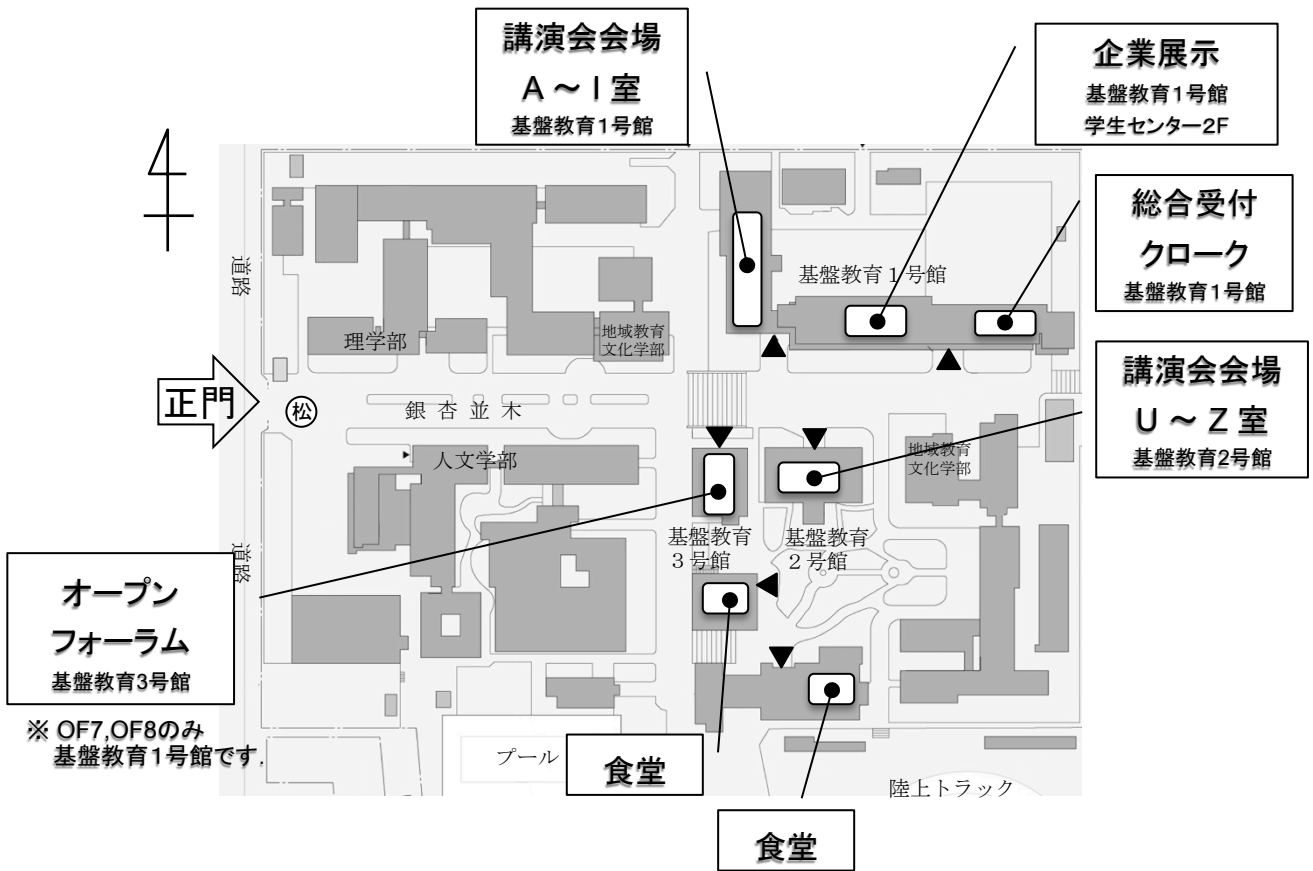 講演会会場
A ～ I 室
基盤教育1号館
企業展示
基盤教育1号館
学生センター2F
総合受付
クローク
基盤教育1号館
道路
基盤教育１号館
理学部
地域教育
文化学部
正門
松
銀杏並木
講演会会場
U ～ Z 室
基盤教育2号館
人文学部
地域教育
文化学部
基盤教育
３号館
基盤教育
２号館
道路
オープン
フォーラム
基盤教育3号館
※ OF7,OF8のみ
基盤教育1号館です.
プール
食堂
陸上トラック
食堂